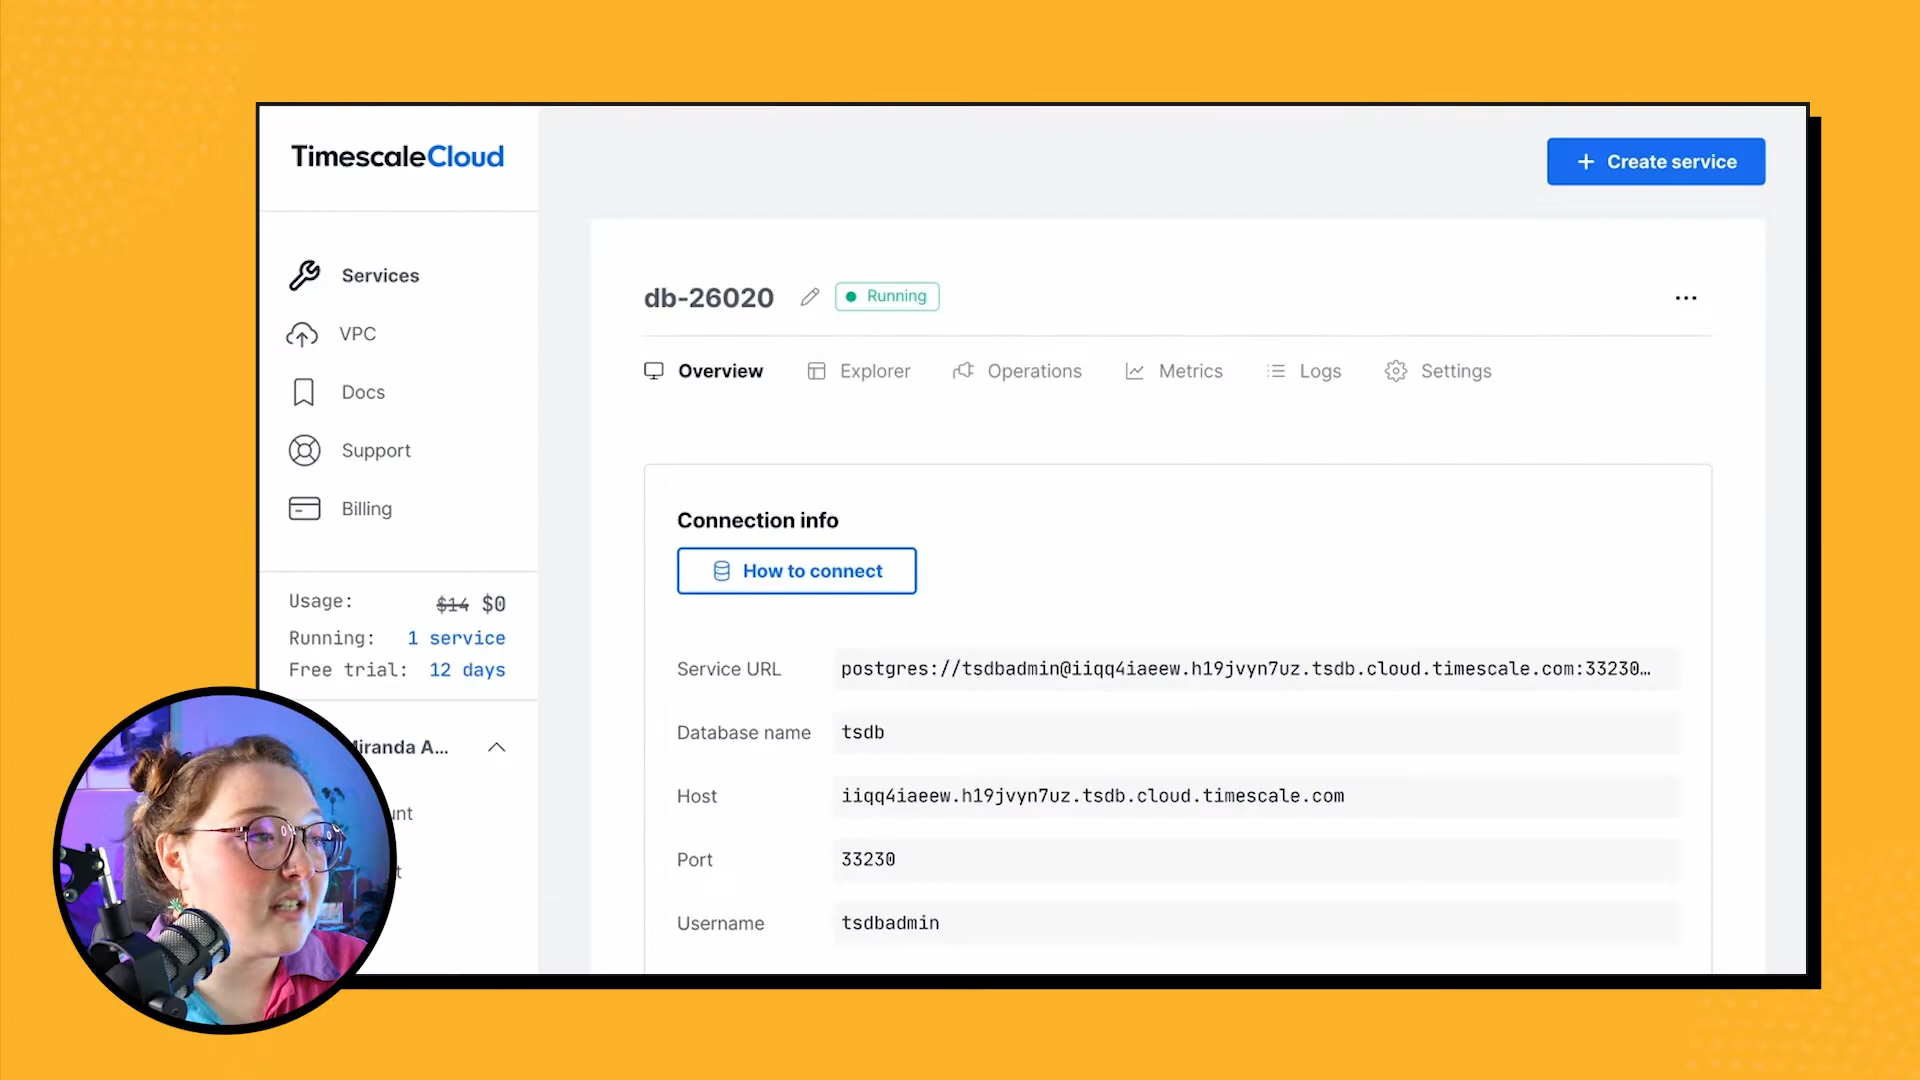 TimescaleCloud
+ Create service
Services
VPC
Docs
Support
Billing
Usage: $14 $0
Running: 1 service
Free trial: 12 days
A...
db-26020
Running
...
Overview Explorer Operations Metrics Logs Settings
Connection info
How to connect
Service URL postgres://tsdbadmin@iiqq4iaeew.h19jvyn7uz.tsdb.cloud.timescale.com:33230…
Database name tsdb
Host iiqq4iaeew.h19jvyn7uz.tsdb.cloud.timescale.com
Port 33230
Username tsdbadmin